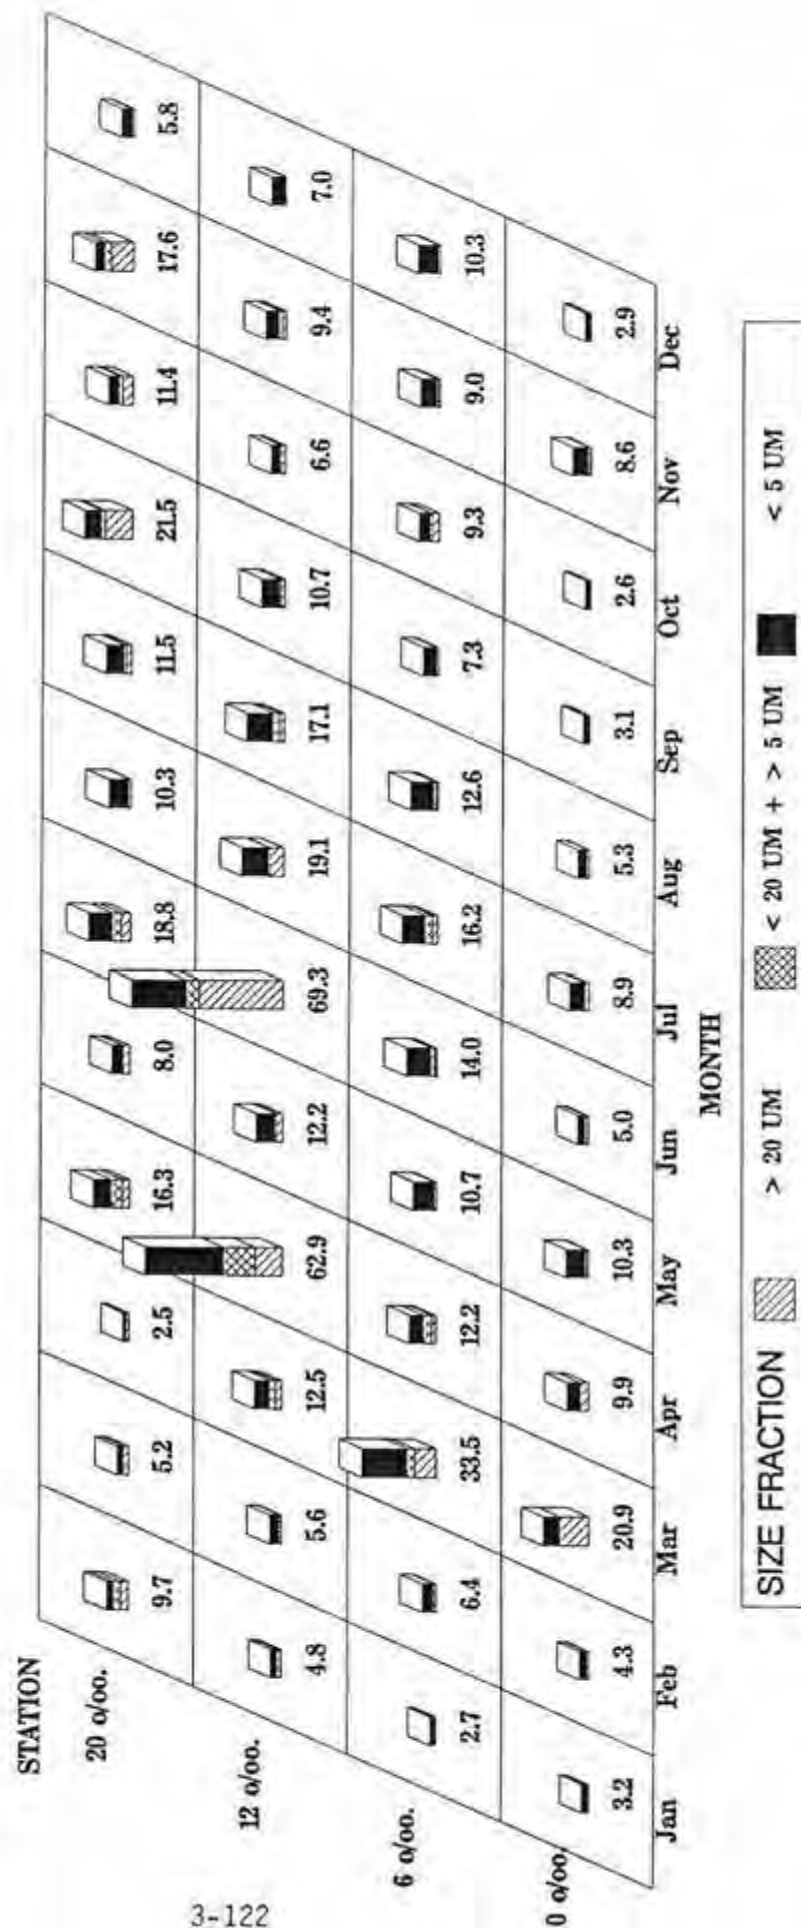 STATION
20 o/oo.
9.7 5.2 2.5 16.3 8.0 18.8 10.3 11.5 21.5 11.4 17.6 5.8
12 o/oo.
4.8 5.6 12.5 62.9 12.2 69.3 19.1 17.1 10.7 6.6 9.4 7.0
6 o/oo.
2.7 6.4 33.5 12.2 10.7 14.0 16.2 12.6 7.3 9.3 9.0 10.3
0 o/oo.
3.2 4.3 20.9 9.9 10.3 5.0 8.9 5.3 3.1 2.6 8.6 2.9
Jan Feb Mar Apr May Jun Jul Aug Sep Oct Nov Dec
MONTH
SIZE FRACTION > 20 UM < 20 UM + > 5 UM < 5 UM
3-122